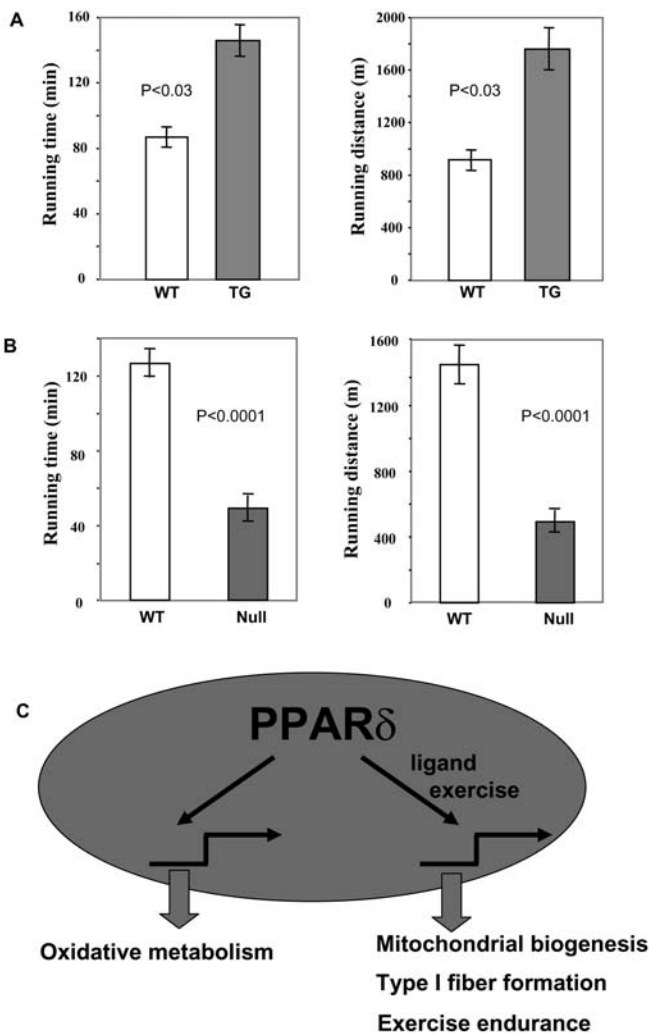 A
Running time (min)
160
120
80
40
0
P<0.03
WT TG
Running distance (m)
2000
1600
1200
800
400
0
P<0.03
WT TG
B
Running time (min)
120
80
40
0
P<0.0001
WT Null
Running distance (m)
1600
1400
800
400
0
P<0.0001
WT Null
C
PPARδ
ligand
exercise
Oxidative metabolism
Mitochondrial biogenesis
Type I fiber formation
Exercise endurance